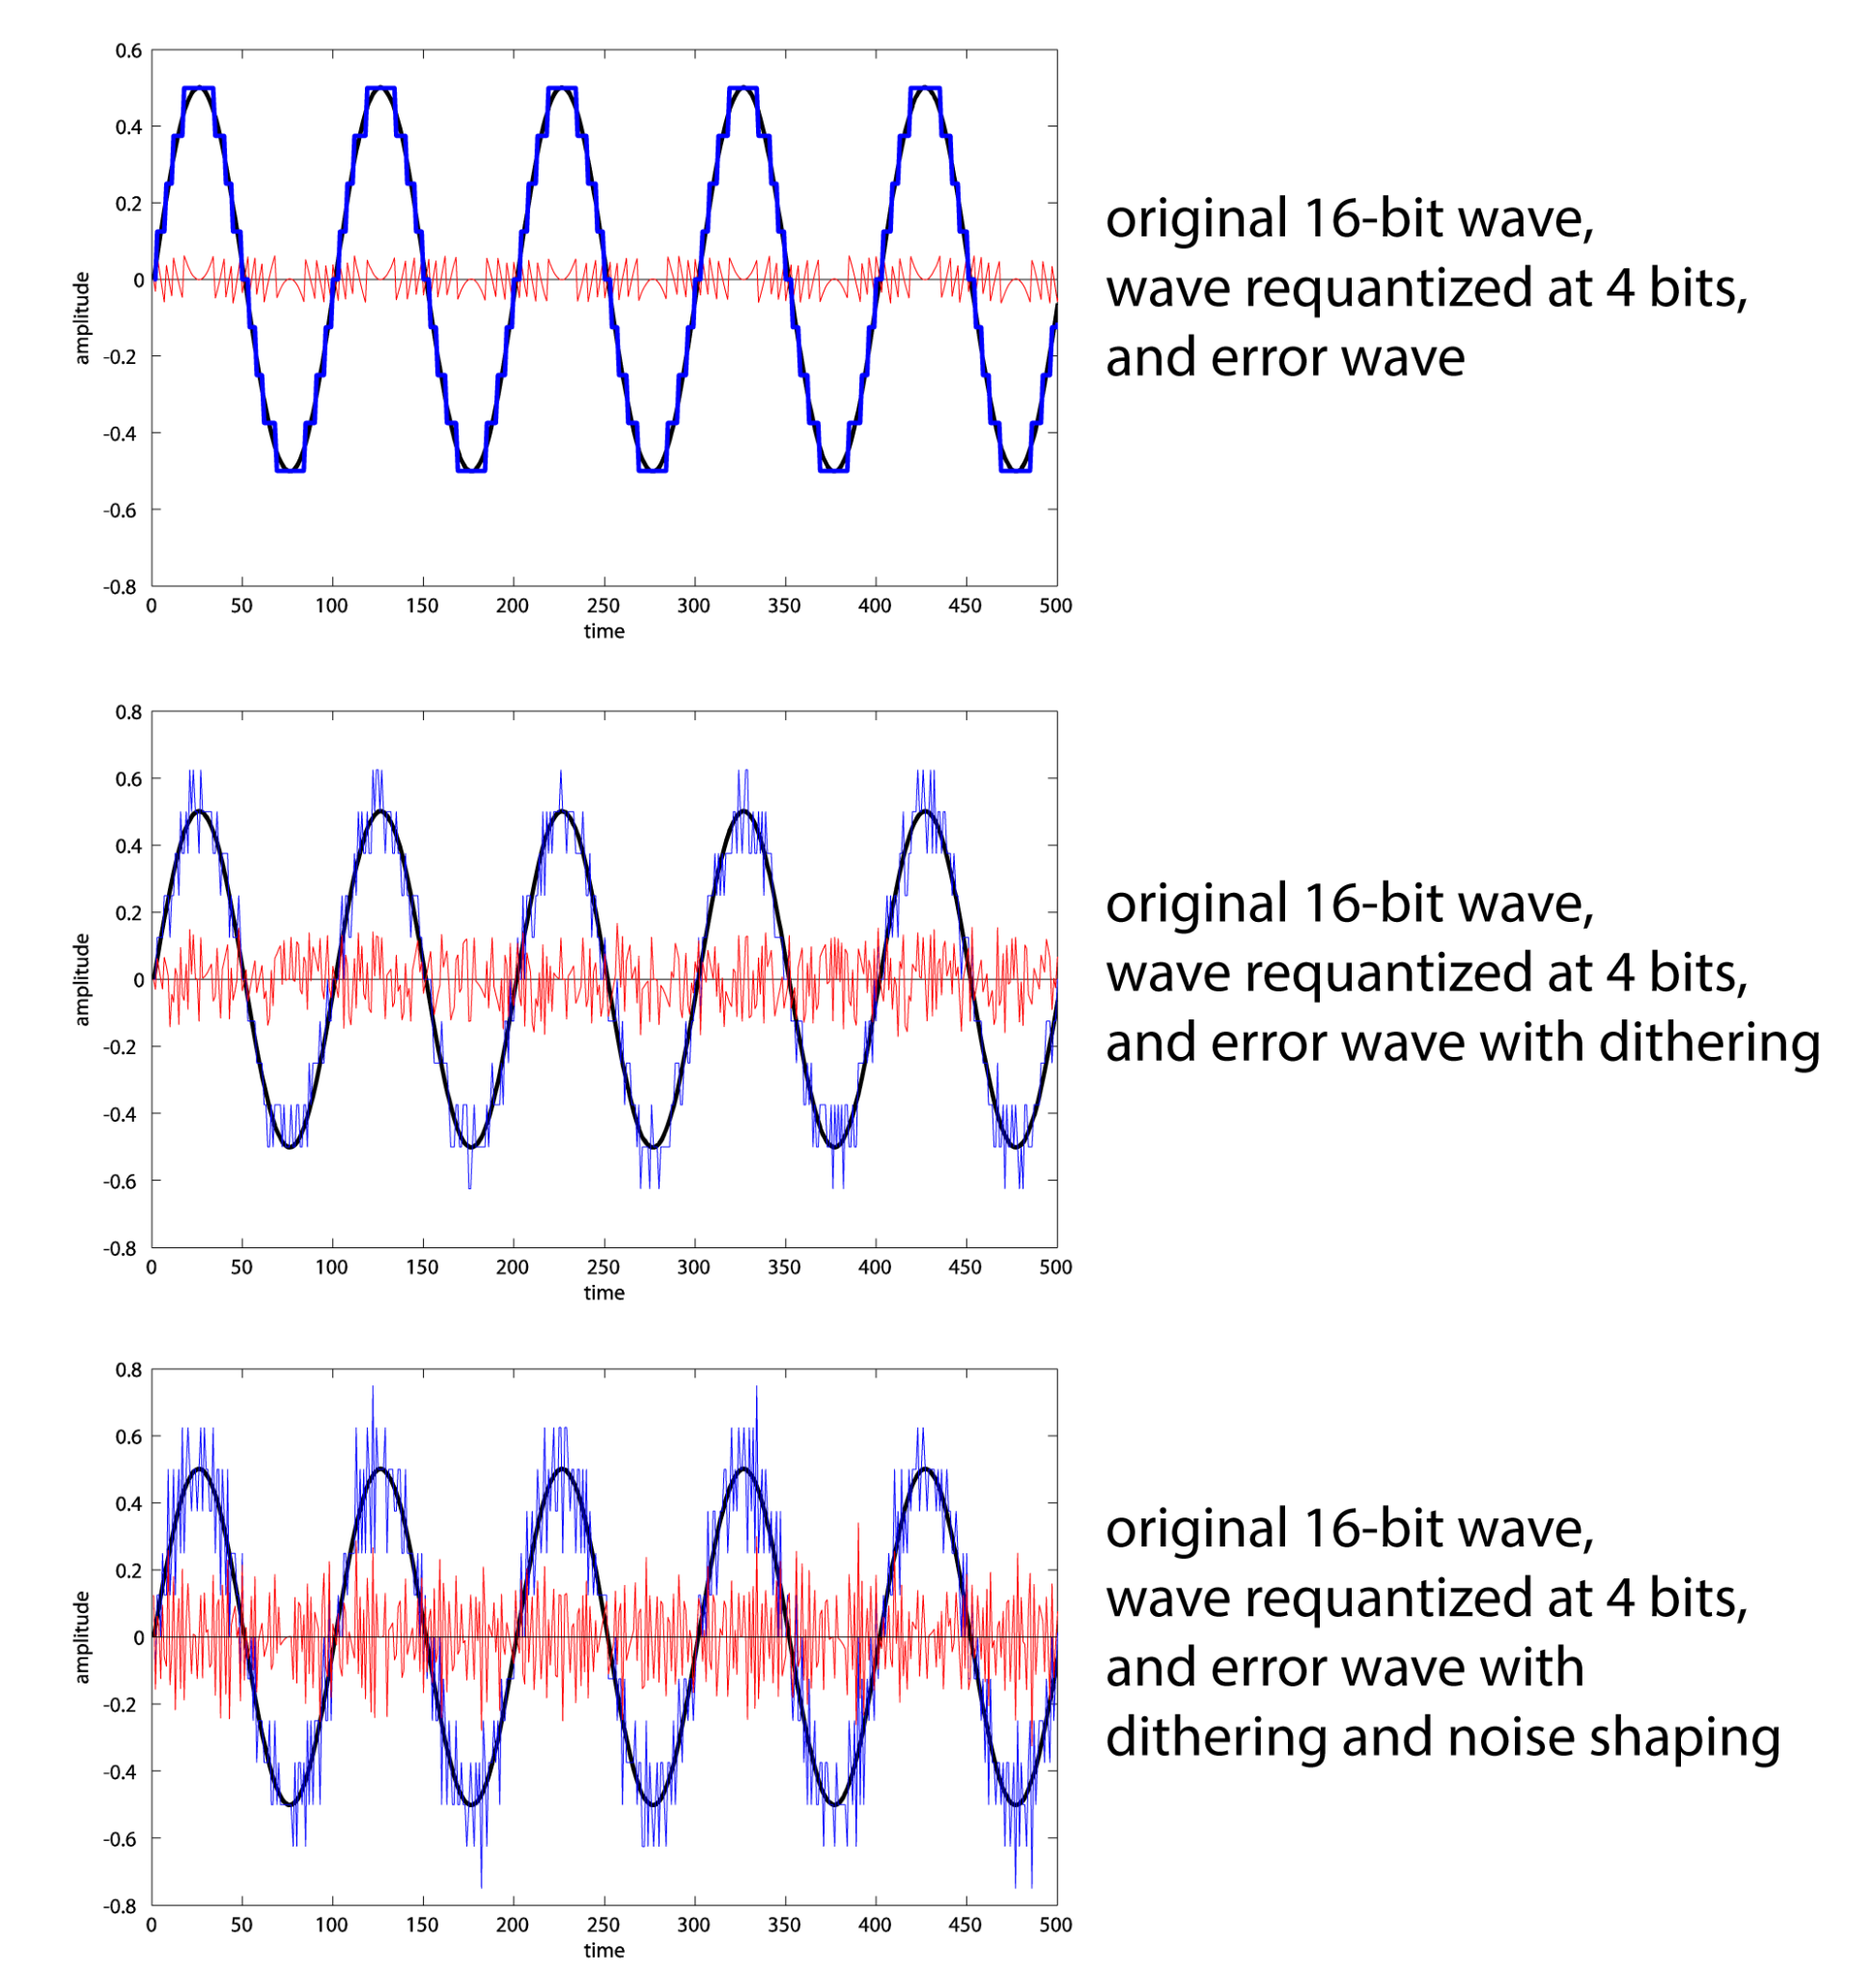 0.6
0.4
0.2
0
-0.2
-0.4
-0.6
-0.8
amplitude
0 50 100 150 200 250 300 350 400 450 500
time
original 16-bit wave,
wave requantized at 4 bits,
and error wave
0.8
0.6
0.4
0.2
0
-0.2
-0.4
-0.6
-0.8
amplitude
0 50 100 150 200 250 300 350 400 450 500
time
original 16-bit wave,
wave requantized at 4 bits,
and error wave with dithering
0.8
0.6
0.4
0.2
0
-0.2
-0.4
-0.6
-0.8
amplitude
0 50 100 150 200 250 300 350 400 450 500
time
original 16-bit wave,
wave requantized at 4 bits,
and error wave with
dithering and noise shaping